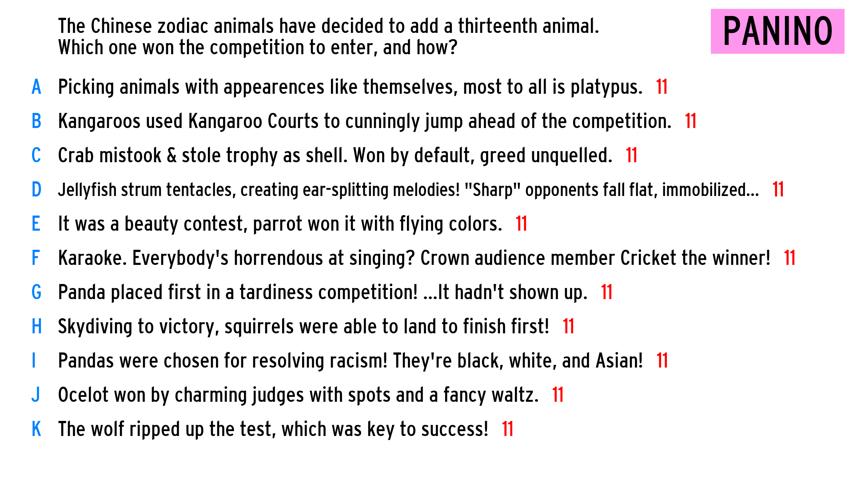 The Chinese zodiac animals have decided to add a thirteenth animal.
Which one won the competition to enter, and how?
PANINO
A Picking animals with appearences like themselves, most to all is platypus. 11
B Kangaroos used Kangaroo Courts to cunningly jump ahead of the competition. 11
C Crab mistook & stole trophy as shell. Won by default, greed unquelled. 11
D Jellyfish strum tentacles, creating ear-splitting melodies! "Sharp" opponents fall flat, immobilized... 11
E It was a beauty contest, parrot won it with flying colors. 11
F Karaoke. Everybody's horrendous at singing? Crown audience member Cricket the winner! 11
G Panda placed first in a tardiness competition! ...It hadn't shown up. 11
H Skydiving to victory, squirrels were able to land to finish first! 11
I Pandas were chosen for resolving racism! They're black, white, and Asian! 11
J Ocelot won by charming judges with spots and a fancy waltz. 11
K The wolf ripped up the test, which was key to success! 11